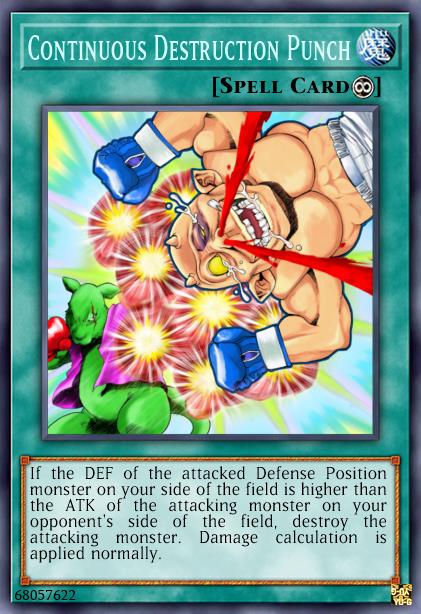 CONTINUOUS DESTRUCTION PUNCH
魔
[SPELL CARD]
If the DEF of the attacked Defense Position
monster on your side of the field is higher than
the ATK of the attacking monster on your
opponent's side of the field, destroy the
attacking monster. Damage calculation is
applied normally.
68057622